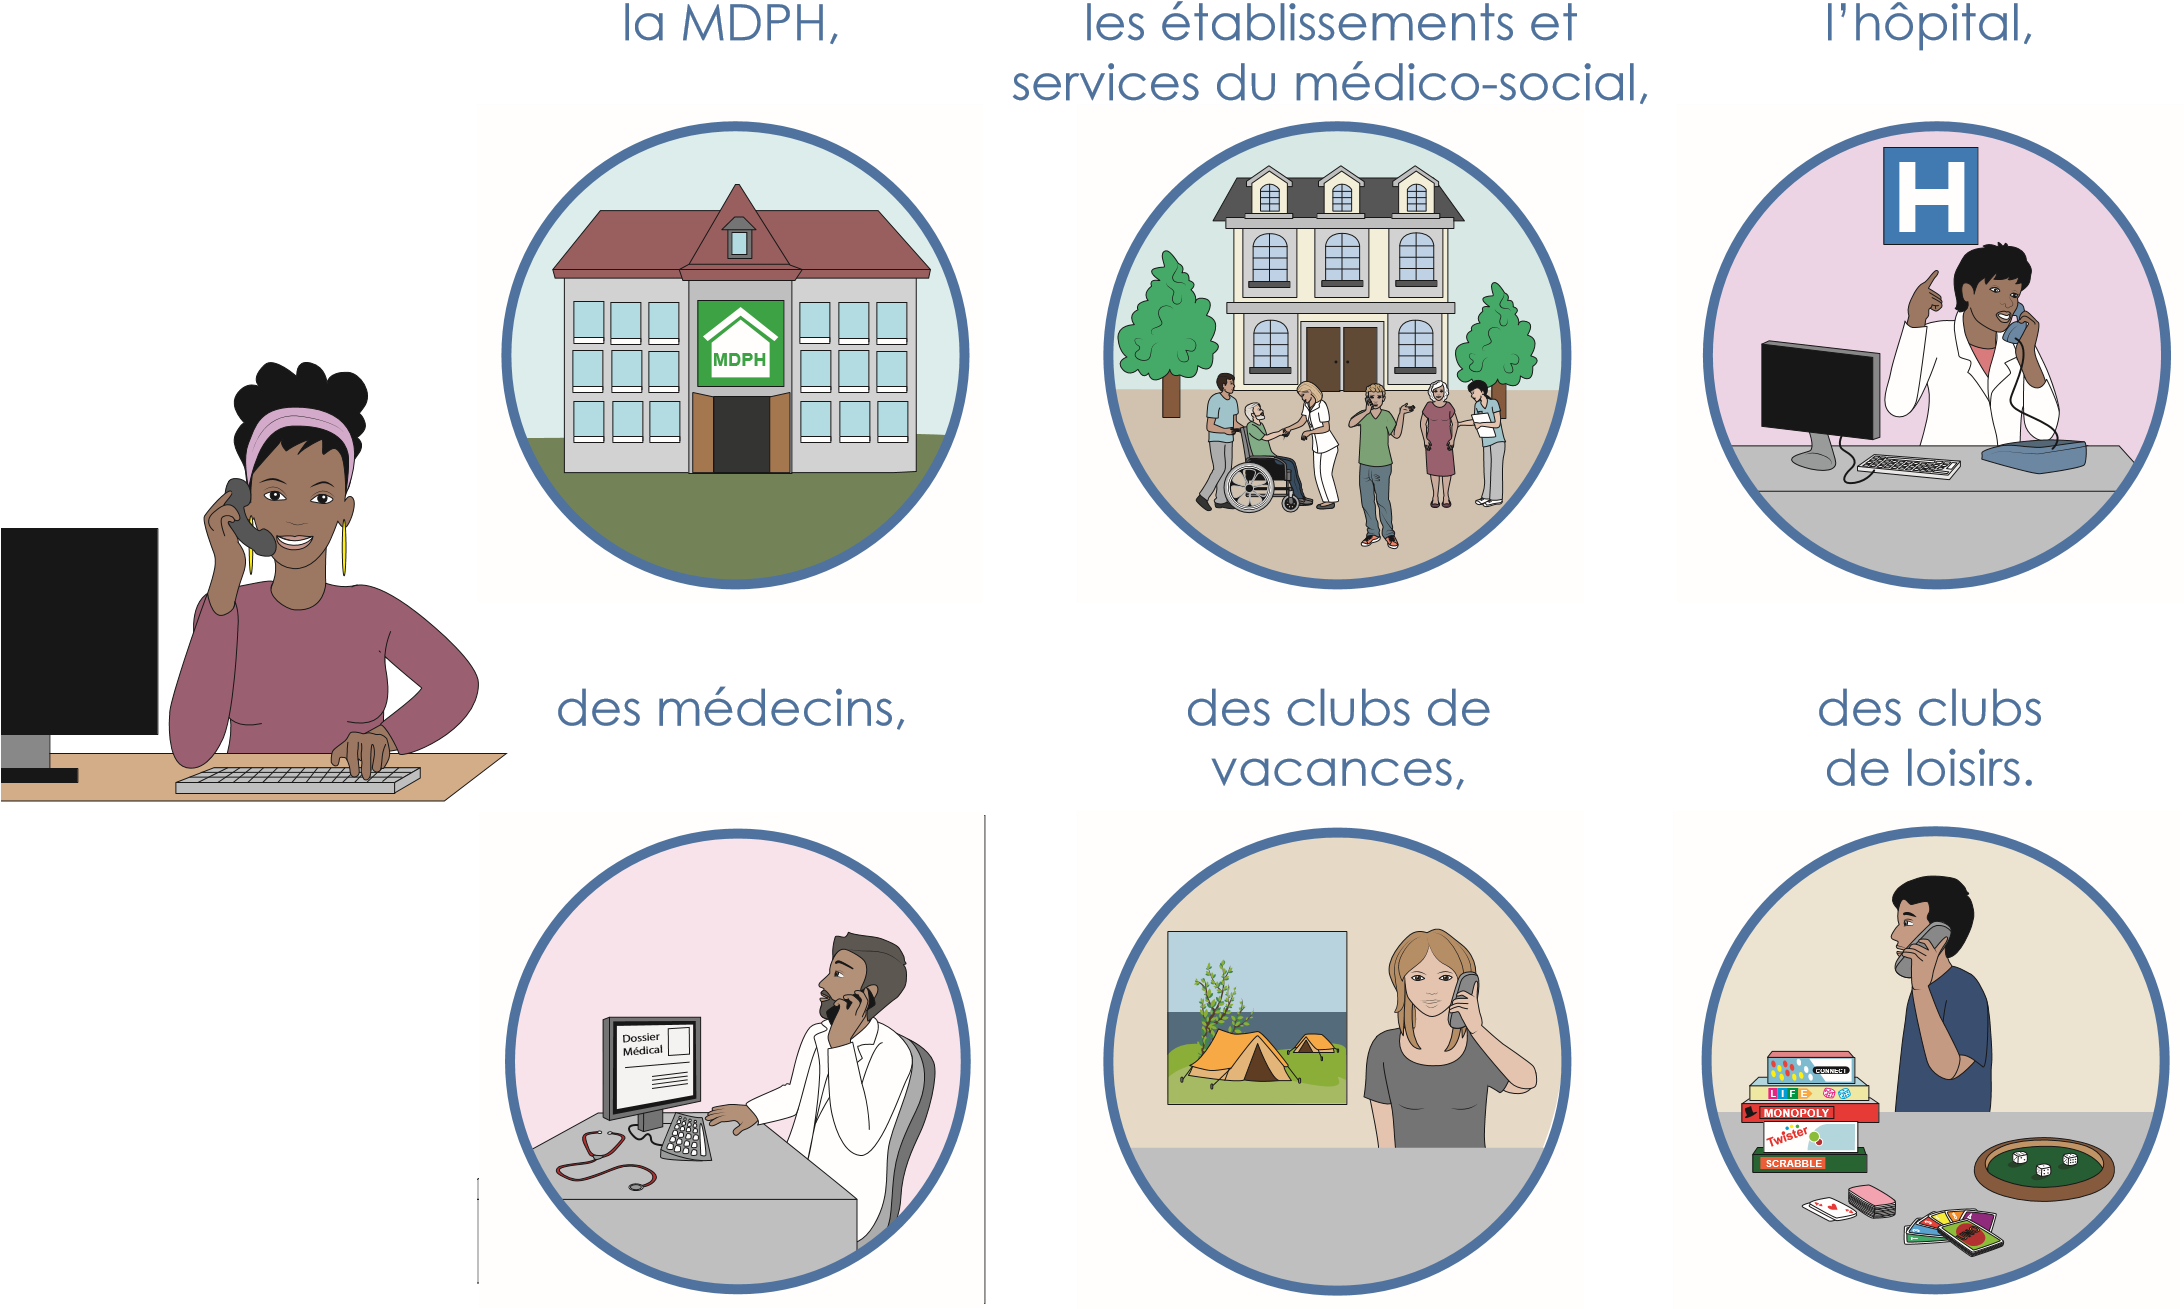 la MDPH,
les établissements et
services du médico-social,
l'hôpital,
MDPH
H
des médecins,
des clubs de
vacances,
des clubs
de loisirs.
Dossier
Médical
CONNECT
LIFE
MONOPOLY
Twister
SCRABBLE